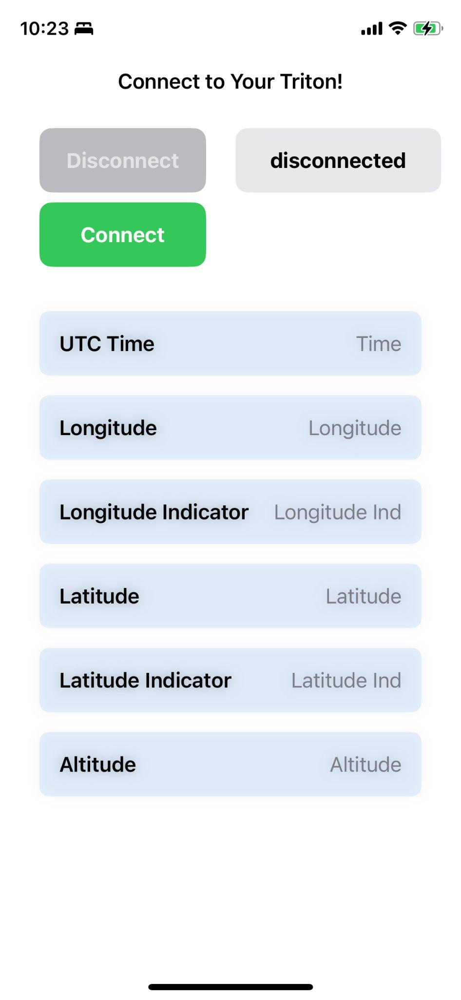 10:23
Connect to Your Triton!
Disconnect
disconnected
Connect
UTC Time Time
Longitude Longitude
Longitude Indicator Longitude Ind
Latitude Latitude
Latitude Indicator Latitude Ind
Altitude Altitude